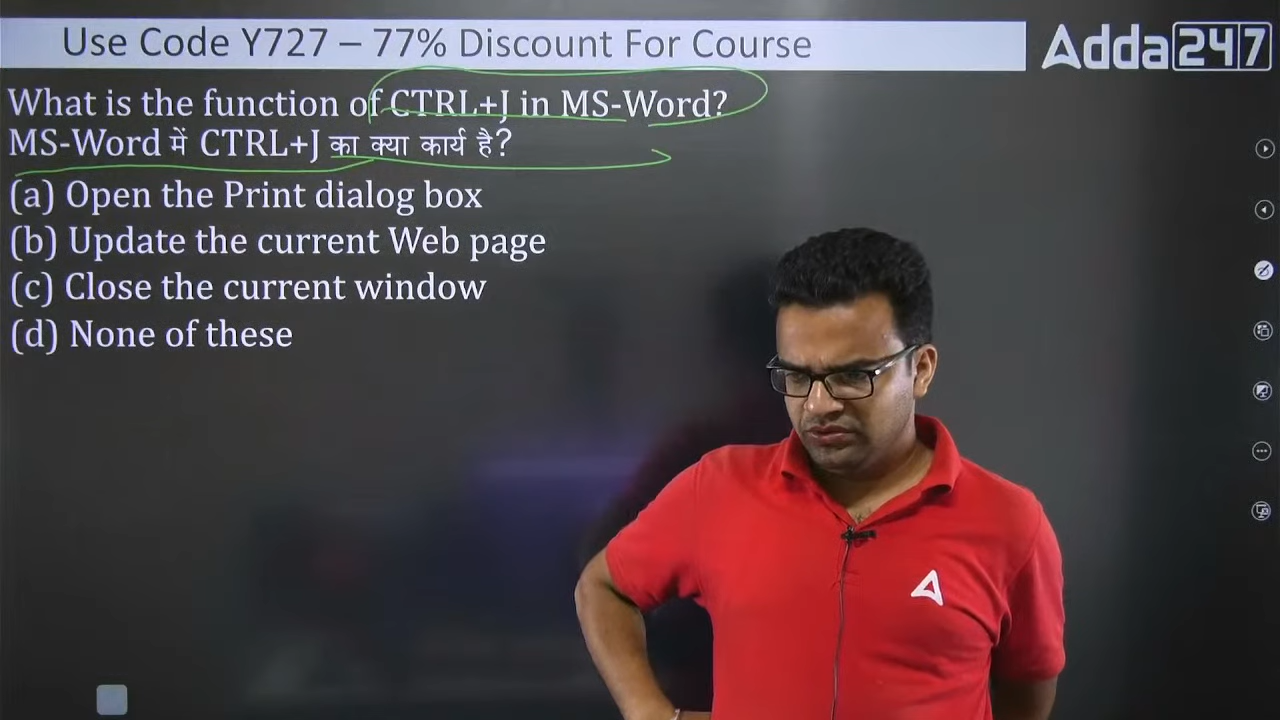 Use Code Y727 – 77% Discount For Course
Adda247
What is the function of CTRL+J in MS-Word?
MS-Word में CTRL+J का क्या कार्य है?
(a) Open the Print dialog box
(b) Update the current Web page
(c) Close the current window
(d) None of these